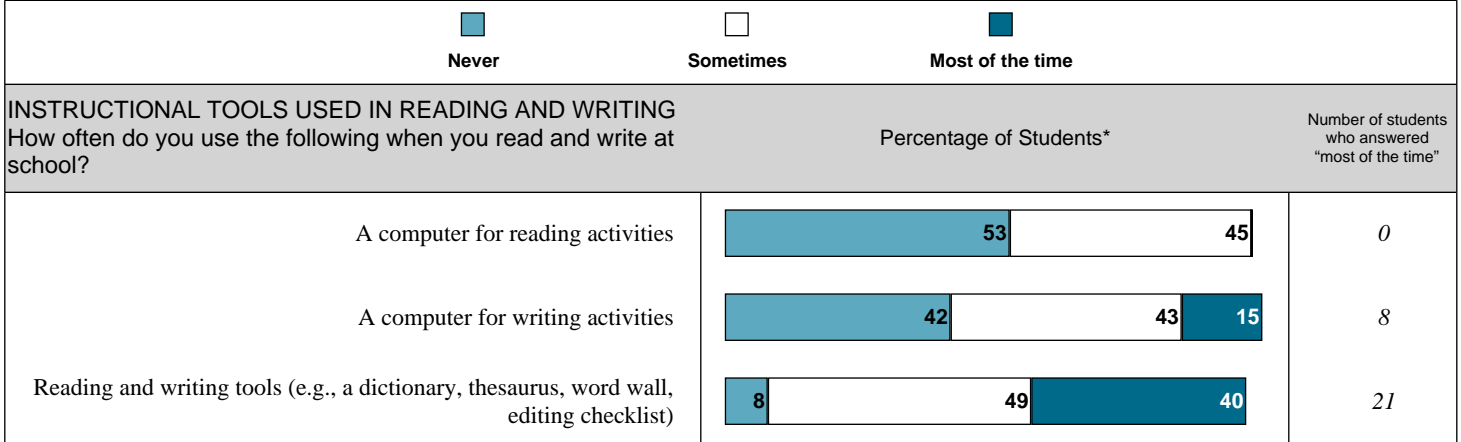 Never Sometimes Most of the time
INSTRUCTIONAL TOOLS USED IN READING AND WRITING
How often do you use the following when you read and write at
school?
Percentage of Students*
Number of students
who answered
“most of the time”
A computer for reading activities 53 45 0
A computer for writing activities 42 43 15 8
Reading and writing tools (e.g., a dictionary, thesaurus, word wall,
editing checklist) 8 49 40 21